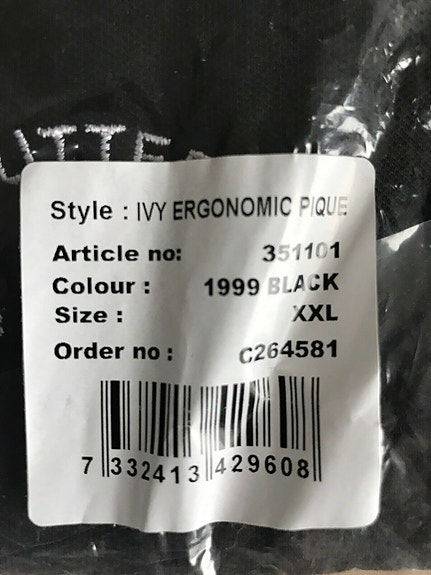 Style : IVY ERGONOMIC PIQUE
Article no: 351101
Colour : 1999 BLACK
Size : XXL
Order no : C264581
7 332413 429608